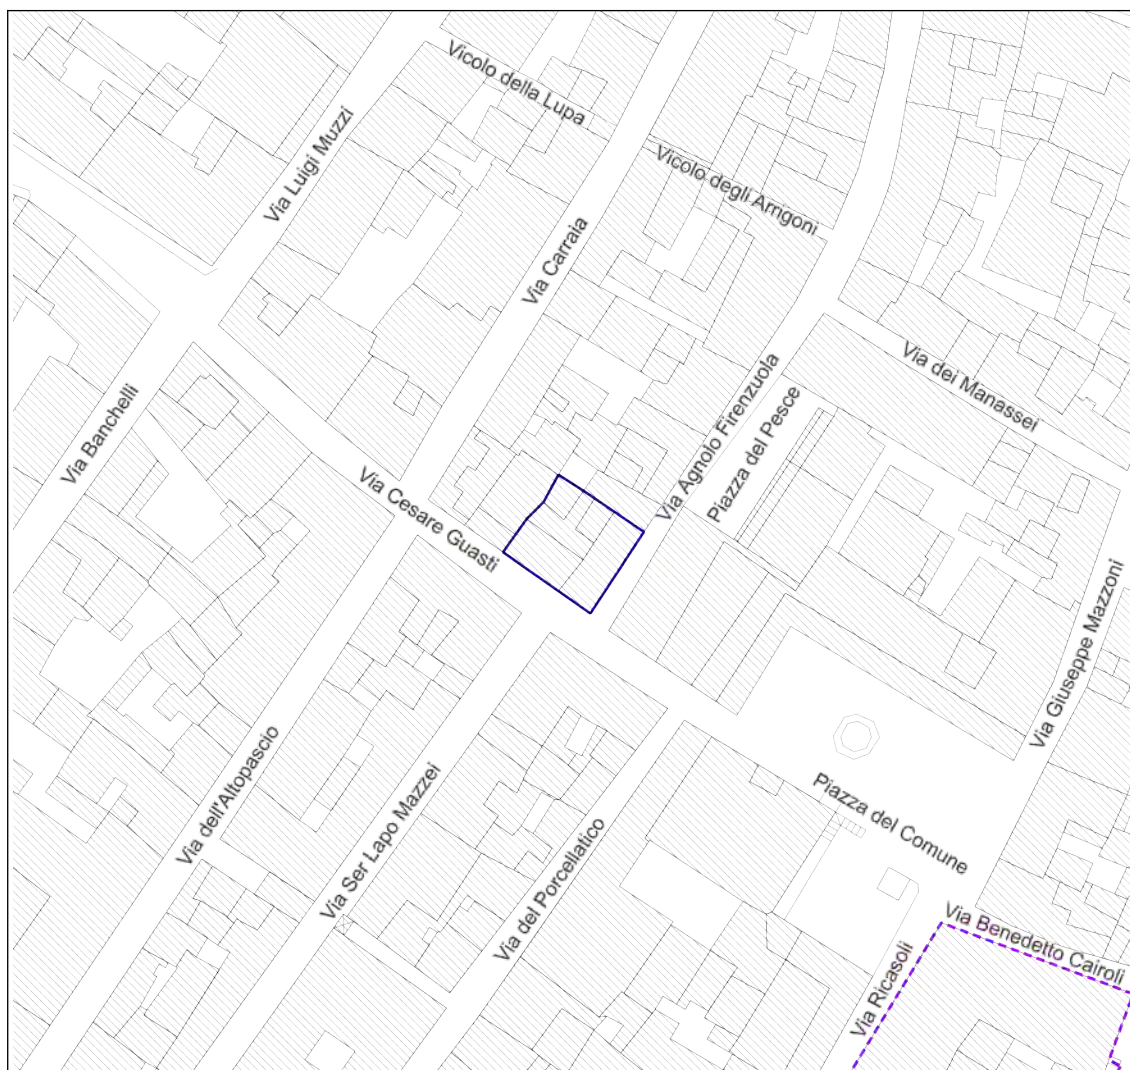 Vicolo della Lupa
Via Luigi Muzzi
Vicolo degli Arrigoni
Via Carraia
Via dei Manassei
Via Agnolo Firenzuola
Piazza del Pesce
Via Banchelli
Via Cesare Guasti
Via Giuseppe Mazzoni
Via dell'Altopascio
Via Ser Lapo Mazzei
Piazza del Comune
Via del Porcellatico
Via Benedetto Cairoli
Via Ricasoli